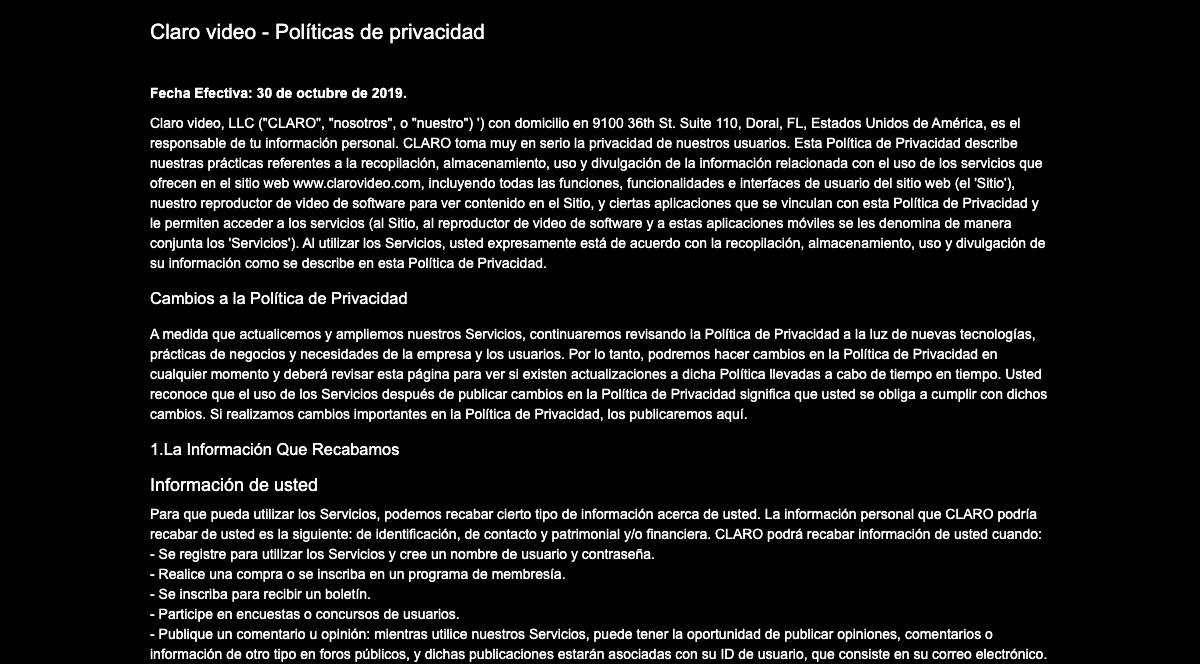 Claro video - Políticas de privacidad
Fecha Efectiva: 30 de octubre de 2019.
Claro video, LLC ("CLARO", "nosotros", o "nuestro") ') con domicilio en 9100 36th St. Suite 110, Doral, FL, Estados Unidos de América, es el
responsable de tu información personal. CLARO toma muy en serio la privacidad de nuestros usuarios. Esta Política de Privacidad describe
nuestras prácticas referentes a la recopilación, almacenamiento, uso y divulgación de la información relacionada con el uso de los servicios que
ofrecen en el sitio web www.clarovideo.com, incluyendo todas las funciones, funcionalidades e interfaces de usuario del sitio web (el 'Sitio'),
nuestro reproductor de video de software para ver contenido en el Sitio, y ciertas aplicaciones que se vinculan con esta Política de Privacidad y
le permiten acceder a los servicios (al Sitio, al reproductor de video de software y a estas aplicaciones móviles se les denomina de manera
conjunta los 'Servicios'). Al utilizar los Servicios, usted expresamente está de acuerdo con la recopilación, almacenamiento, uso y divulgación de
su información como se describe en esta Política de Privacidad.
Cambios a la Política de Privacidad
A medida que actualicemos y ampliemos nuestros Servicios, continuaremos revisando la Política de Privacidad a la luz de nuevas tecnologías,
prácticas de negocios y necesidades de la empresa y los usuarios. Por lo tanto, podremos hacer cambios en la Política de Privacidad en
cualquier momento y deberá revisar esta página para ver si existen actualizaciones a dicha Política llevadas a cabo de tiempo en tiempo. Usted
reconoce que el uso de los Servicios después de publicar cambios en la Política de Privacidad significa que usted se obliga a cumplir con dichos
cambios. Si realizamos cambios importantes en la Política de Privacidad, los publicaremos aquí.
1.La Información Que Recabamos
Información de usted
Para que pueda utilizar los Servicios, podemos recabar cierto tipo de información acerca de usted. La información personal que CLARO podría
recabar de usted es la siguiente: de identificación, de contacto y patrimonial y/o financiera. CLARO podrá recabar información de usted cuando:
- Se registre para utilizar los Servicios y cree un nombre de usuario y contraseña.
- Realice una compra o se inscriba en un programa de membresía.
- Se inscriba para recibir un boletín.
- Participe en encuestas o concursos de usuarios.
- Publique un comentario u opinión: mientras utilice nuestros Servicios, puede tener la oportunidad de publicar opiniones, comentarios o
información de otro tipo en foros públicos, y dichas publicaciones estarán asociadas con su ID de usuario, que consiste en su correo electrónico.